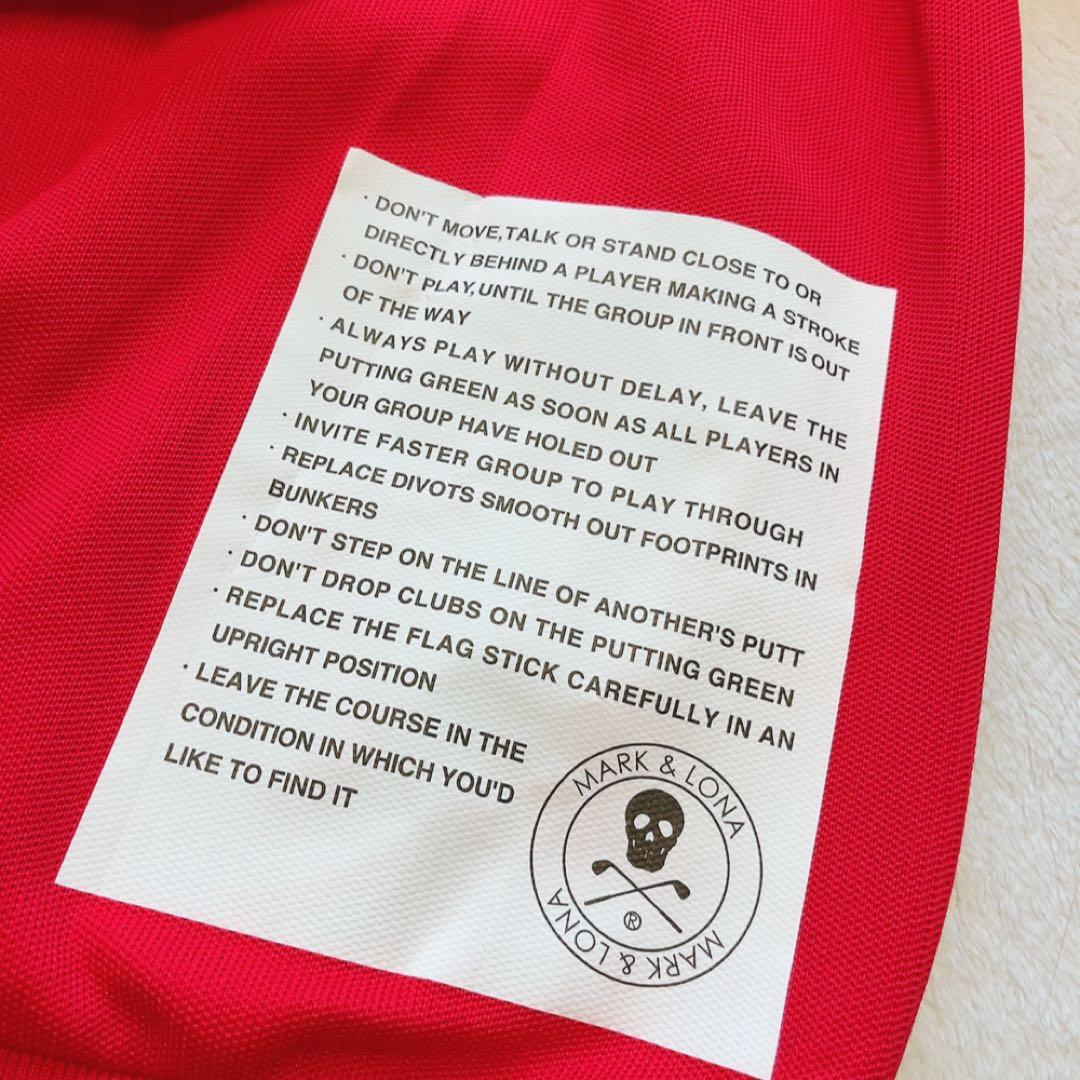 · DON'T MOVE,TALK OR STAND CLOSE TO OR
DIRECTLY BEHIND A PLAYER MAKING A STROKE
· DON'T PLAY,UNTIL THE GROUP IN FRONT IS OUT
OF THE WAY
· ALWAYS PLAY WITHOUT DELAY, LEAVE THE
PUTTING GREEN AS SOON AS ALL PLAYERS IN
YOUR GROUP HAVE HOLED OUT
· INVITE FASTER GROUP TO PLAY THROUGH
· REPLACE DIVOTS SMOOTH OUT FOOTPRINTS IN
BUNKERS
· DON'T STEP ON THE LINE OF ANOTHER'S PUTT
· DON'T DROP CLUBS ON THE PUTTING GREEN
· REPLACE THE FLAG STICK CAREFULLY IN AN
UPRIGHT POSITION
· LEAVE THE COURSE IN THE
CONDITION IN WHICH YOU'D
LIKE TO FIND IT
MARK & LONA
®
MARK & LONA